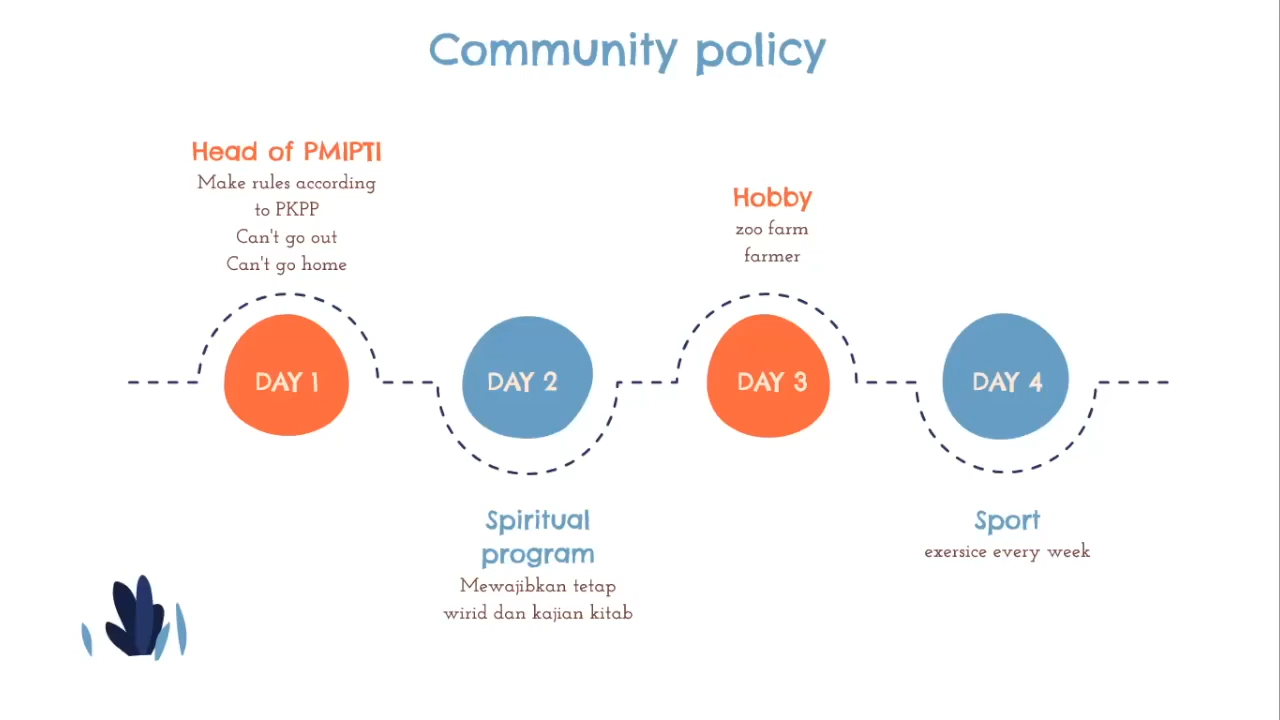 Community policy
Head of PMIPTI
Make rules according
to PKPP
Can't go out
Can't go home
DAY 1
DAY 2
Spiritual
program
Mewajibkan tetap
wirid dan kajian kitab
Hobby
zoo farm
farmer
DAY 3
DAY 4
Sport
exersice every week